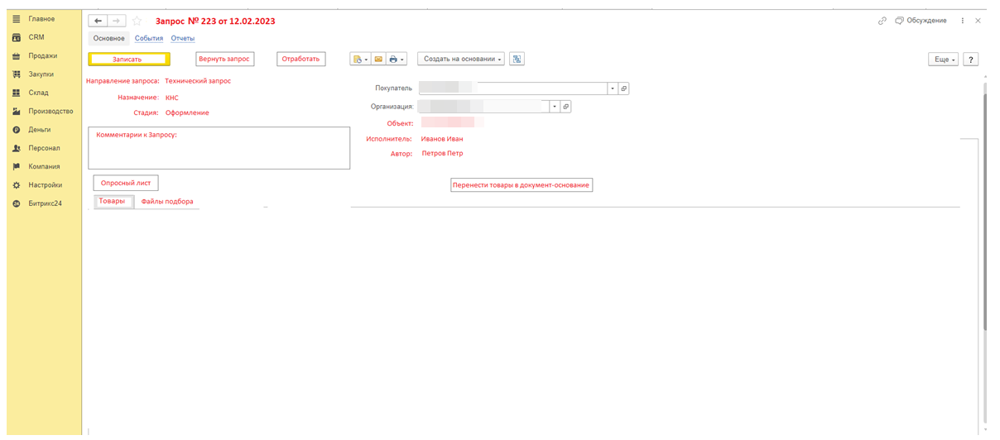 Главное
CRM
Продажи
Закупки
Склад
Производство
Деньги
Персонал
Компания
Настройки
Битрикс24
Запрос № 223 от 12.02.2023
Обсуждение
Основное События Отчеты
Записать Вернуть запрос Отработать Создать на основании Еще ?
Направление запроса: Технический запрос
Назначение: КНС
Стадия: Оформление
Комментарии к Запросу:
Покупатель
Организация:
Объект:
Исполнитель: Иванов Иван
Автор: Петров Петр
Опросный лист
Перенести товары в документ-основание
Товары Файлы подбора